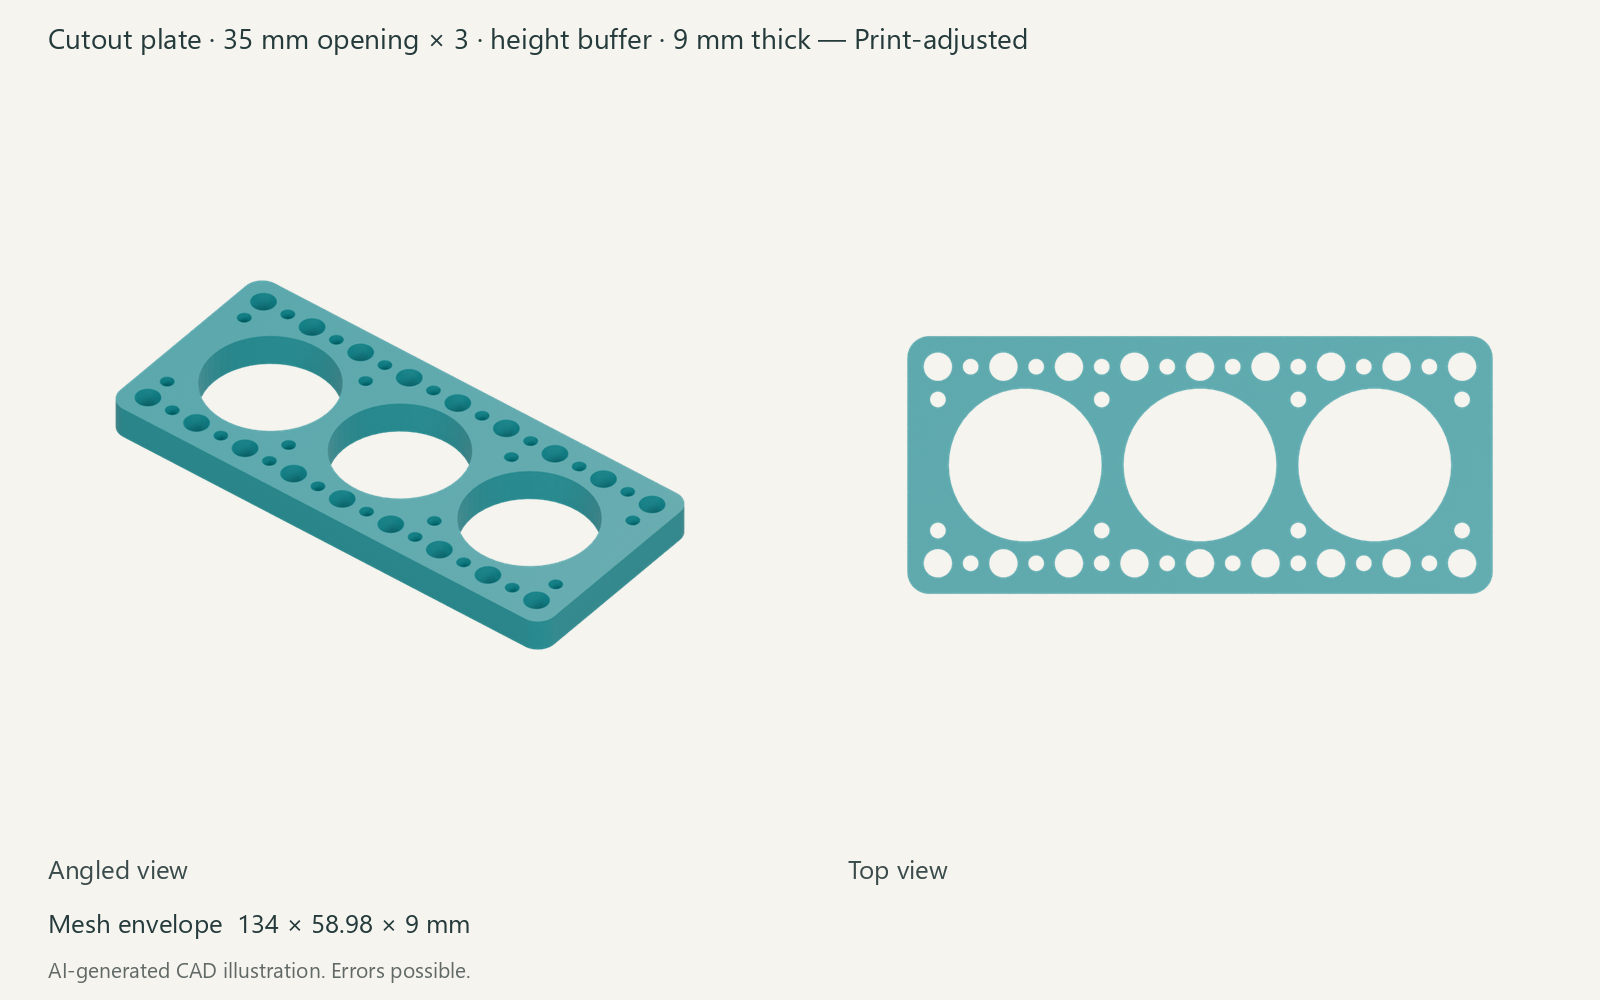 Cutout plate · 35 mm opening × 3 · height buffer · 9 mm thick — Print-adjusted
Angled view
Top view
Mesh envelope 134 × 58.98 × 9 mm
AI-generated CAD illustration. Errors possible.